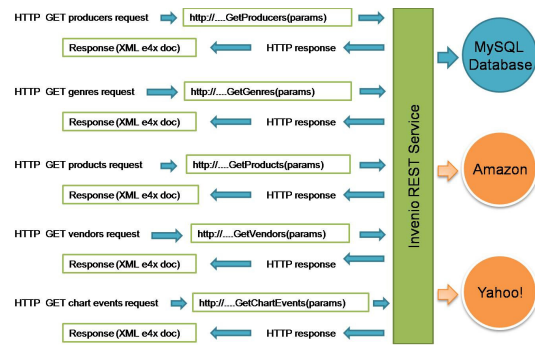 HTTP GET producers request
http://....GetProducers(params)
Response (XML e4x doc)
HTTP response
HTTP GET genres request
http://....GetGenres(params)
Response (XML e4x doc)
HTTP response
HTTP GET products request
http://....GetProducts(params)
Response (XML e4x doc)
HTTP response
HTTP GET vendors request
http://....GetVendors(params)
Response (XML e4x doc)
HTTP response
HTTP GET chart events request
http://....GetChartEvents(params)
Response (XML e4x doc)
HTTP response
Invenio REST Service
MySQL
Database
Amazon
Yahoo!